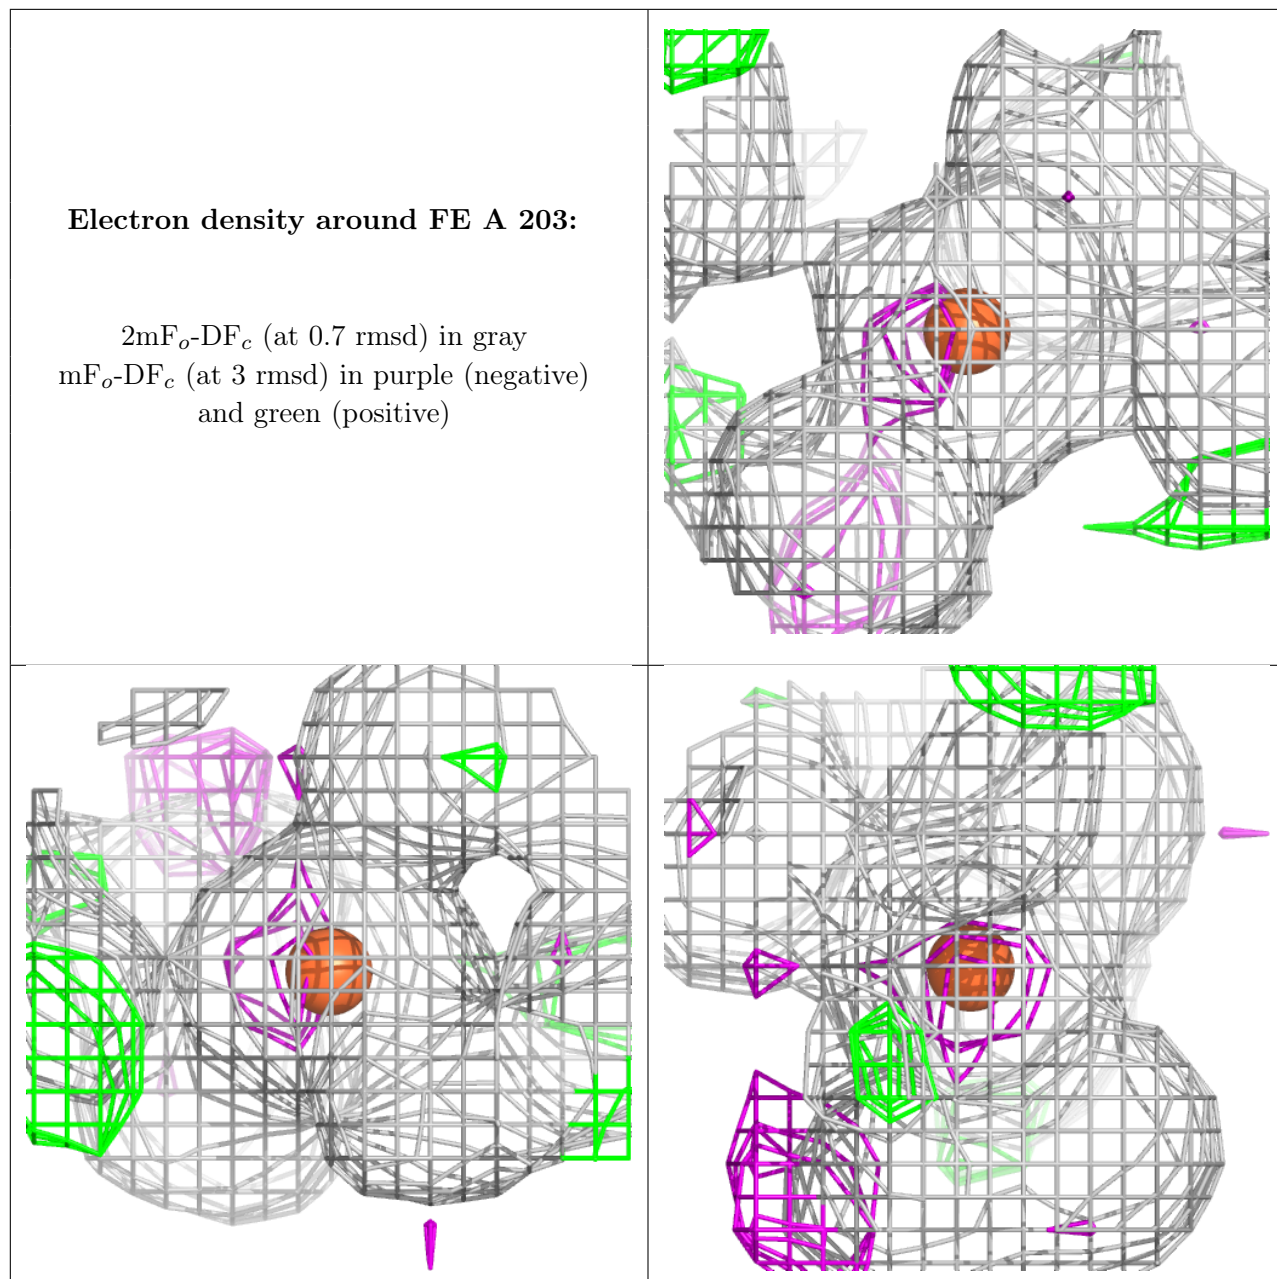 Electron density around FE A 203:
2mFo-DFc (at 0.7 rmsd) in gray
mFo-DFc (at 3 rmsd) in purple (negative)
and green (positive)